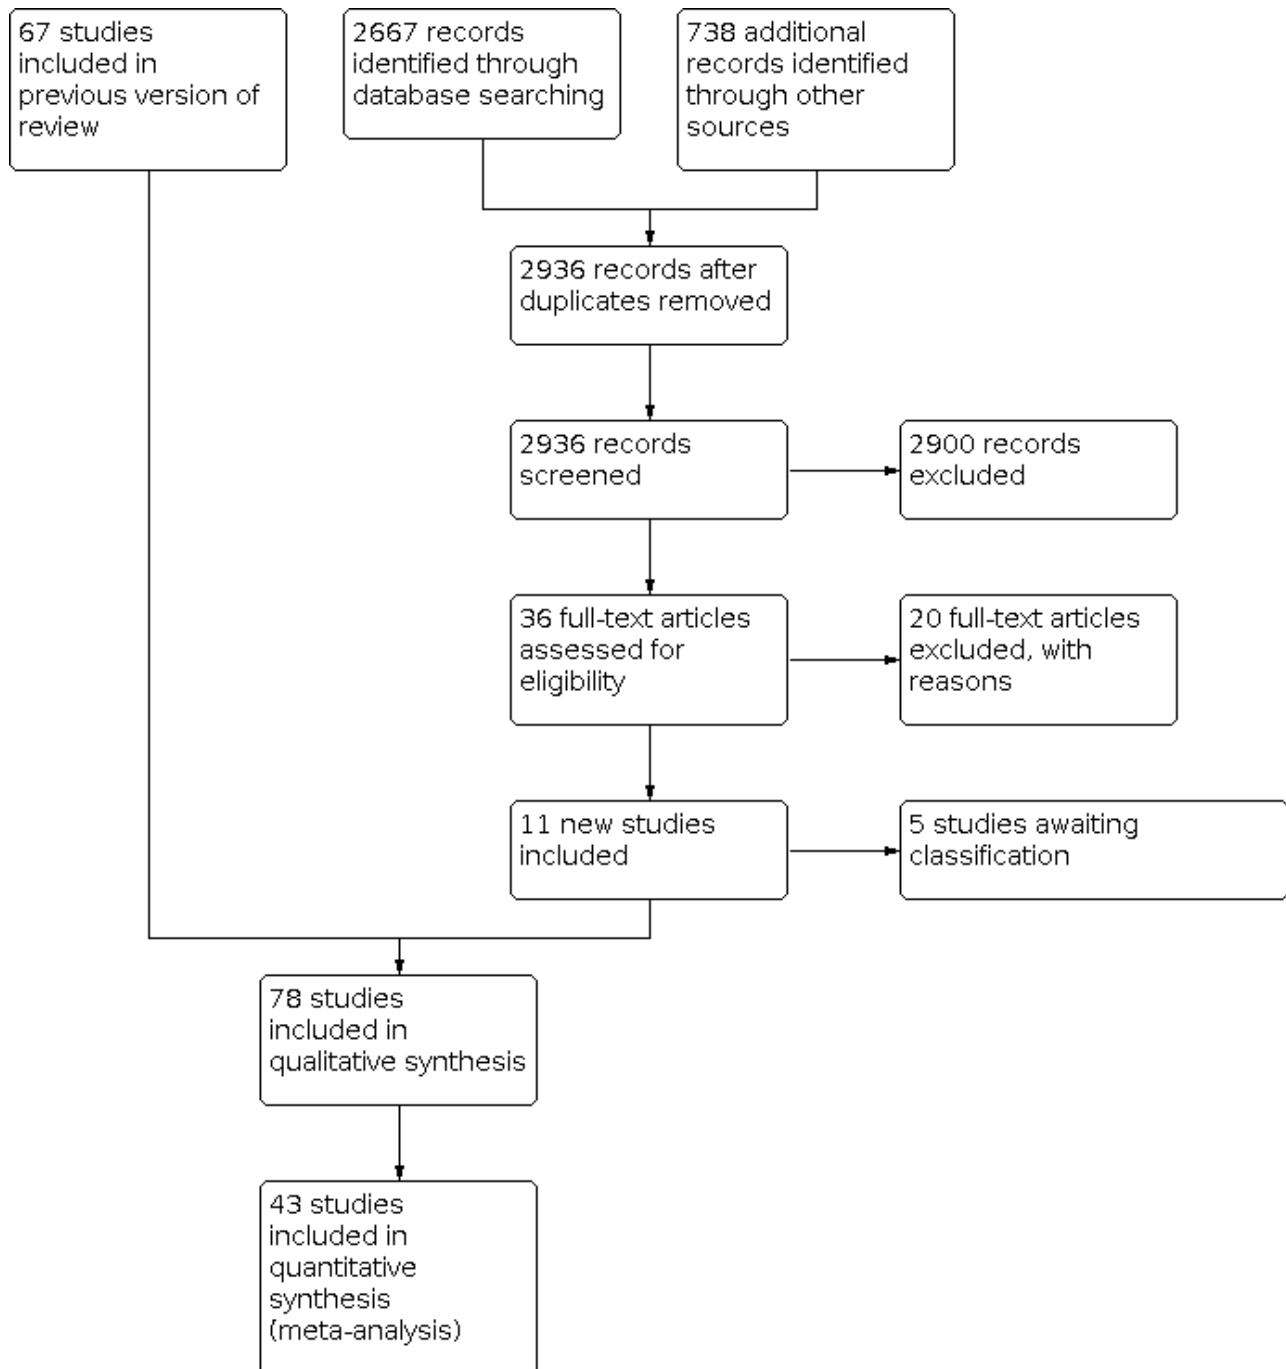 67 studies
included in
previous version of
review
2667 records
identified through
database searching
738 additional
records identified
through other
sources
2936 records after
duplicates removed
2936 records
screened
2900 records
excluded
36 full-text articles
assessed for
eligibility
20 full-text articles
excluded, with
reasons
11 new studies
included
5 studies awaiting
classification
78 studies
included in
qualitative synthesis
43 studies
included in
quantitative
synthesis
(meta-analysis)